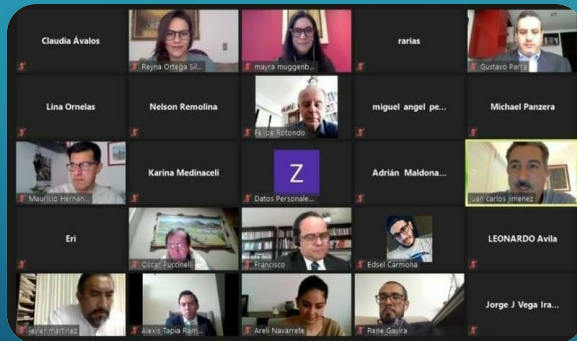 Claudia Ávalos
Reyna Ortega Sil...
mayra muggenb...
rarias
Gustavo Parra
Lina Ornelas
Nelson Remolina
Felipe Rotondo
miguel angel pe...
Michael Panzera
Mauricio Hernán...
Karina Medinaceli
Z
Datos Personale...
Adrián Maldona...
juan carlos jimenez
Eri
Oscar Puccinelli
Francisco
Edsel Carmona
LEONARDO Avila
javier martinez
Alexis Tapia Ram...
Areli Navarrete
Rene Gavira
Jorge J Vega Ira...